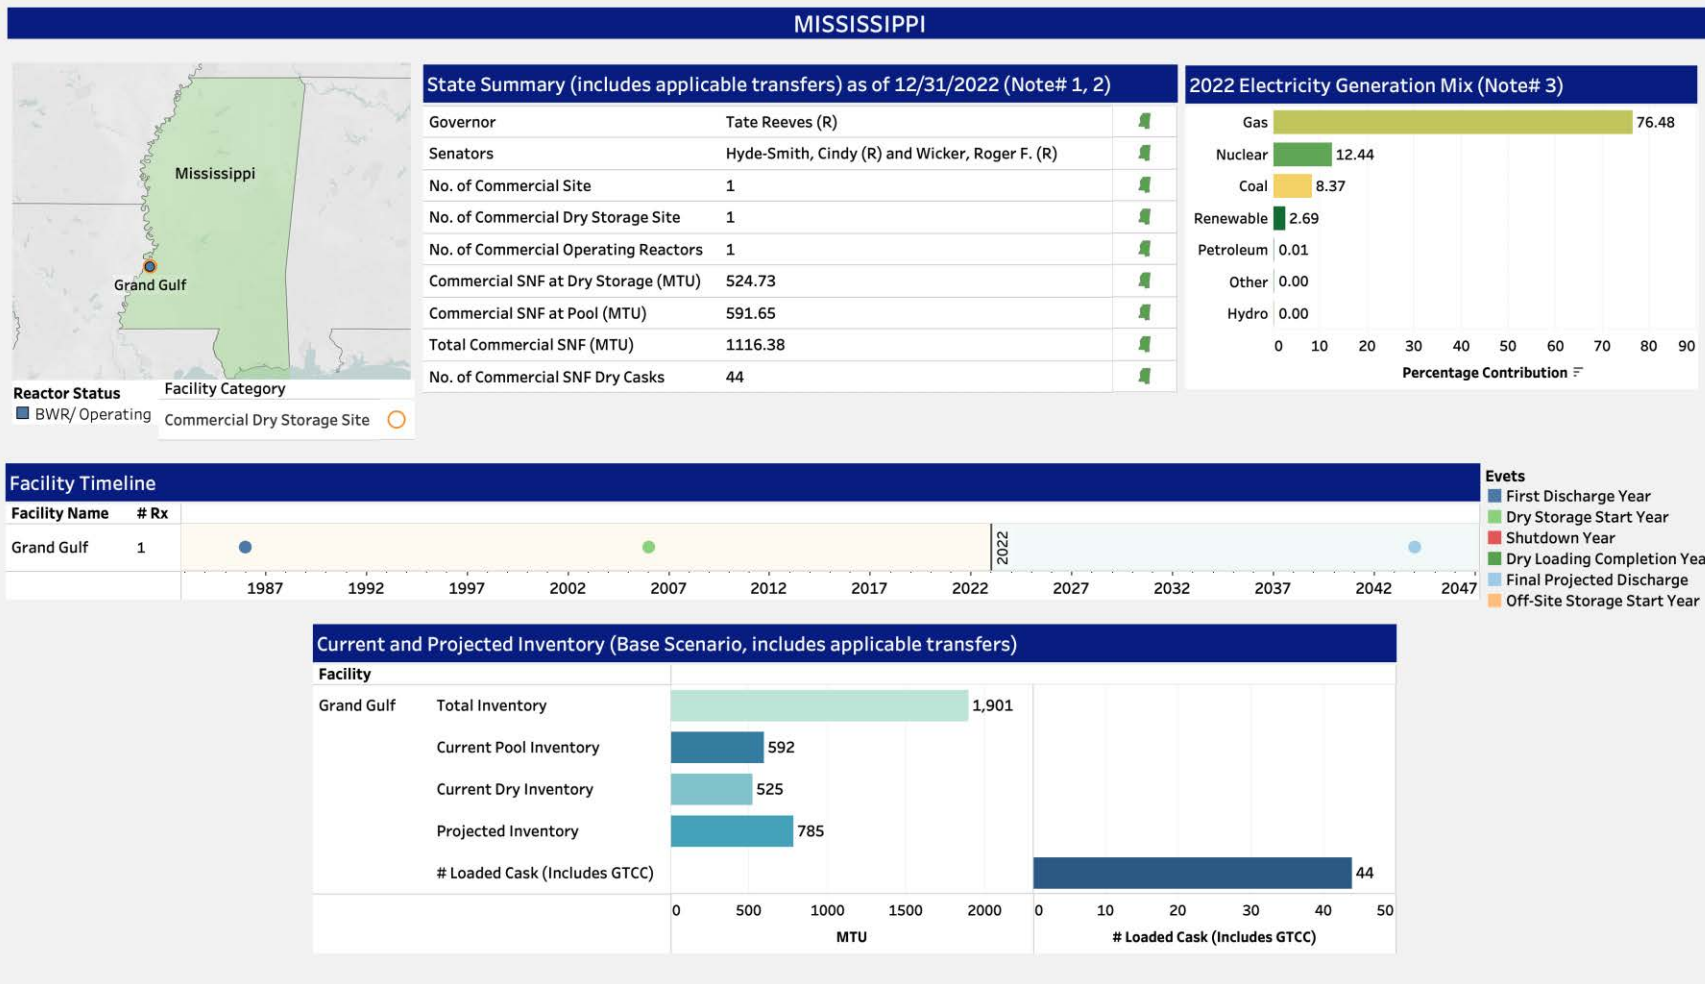 MISSISSIPPI
Mississippi
Grand Gulf
Reactor Status
BWR/ Operating
Facility Category
Commercial Dry Storage Site
State Summary (includes applicable transfers) as of 12/31/2022 (Note# 1, 2)
Governor Tate Reeves (R)
Senators Hyde-Smith, Cindy (R) and Wicker, Roger F. (R)
No. of Commercial Site 1
No. of Commercial Dry Storage Site 1
No. of Commercial Operating Reactors 1
Commercial SNF at Dry Storage (MTU) 524.73
Commercial SNF at Pool (MTU) 591.65
Total Commercial SNF (MTU) 1116.38
No. of Commercial SNF Dry Casks 44
2022 Electricity Generation Mix (Note# 3)
Gas 76.48
Nuclear 12.44
Coal 8.37
Renewable 2.69
Petroleum 0.01
Other 0.00
Hydro 0.00
0 10 20 30 40 50 60 70 80 90
Percentage Contribution
Facility Timeline
Facility Name # Rx
Grand Gulf 1
2022
1987 1992 1997 2002 2007 2012 2017 2022 2027 2032 2037 2042 2047
Evets
First Discharge Year
Dry Storage Start Year
Shutdown Year
Dry Loading Completion Yea
Final Projected Discharge
Off-Site Storage Start Year
Current and Projected Inventory (Base Scenario, includes applicable transfers)
Facility
Grand Gulf Total Inventory 1,901
Current Pool Inventory 592
Current Dry Inventory 525
Projected Inventory 785
# Loaded Cask (Includes GTCC) 44
0 500 1000 1500 2000 0 10 20 30 40 50
MTU # Loaded Cask (Includes GTCC)